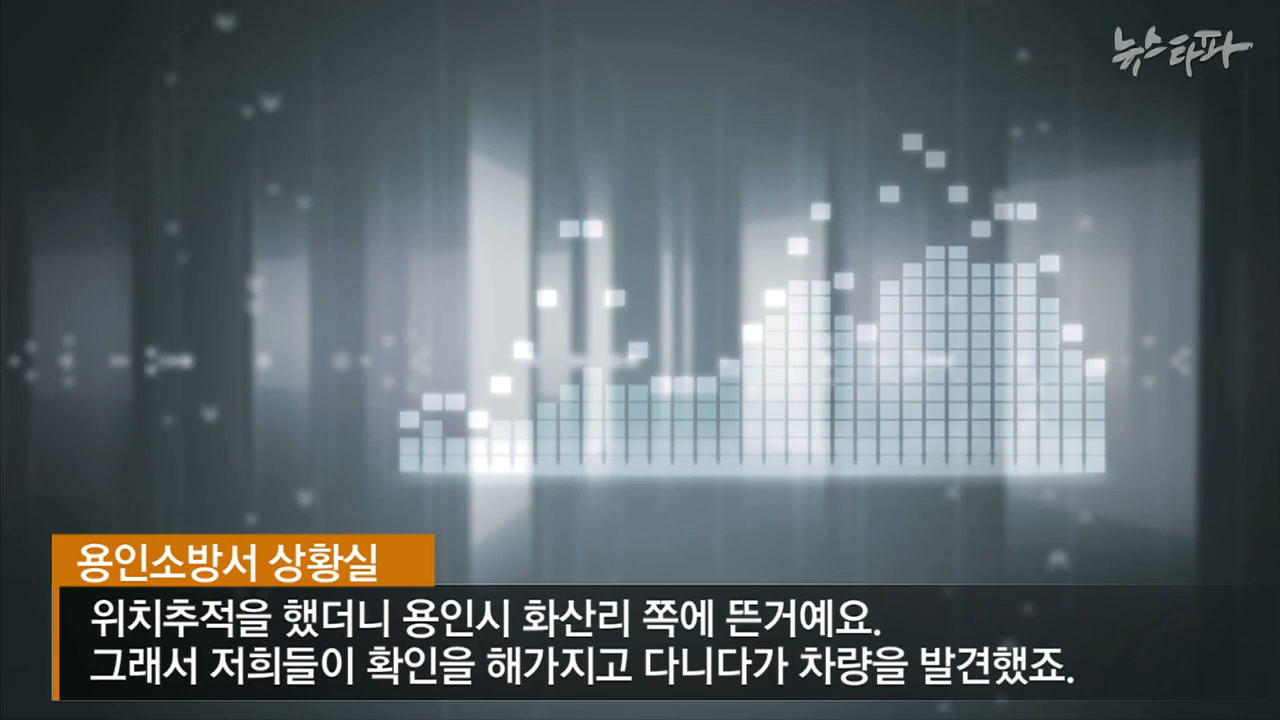 뉴스타파
용인소방서 상황실
위치추적을 했더니 용인시 화산리 쪽에 뜬거예요.
그래서 저희들이 확인을 해가지고 다니다가 차량을 발견했죠.